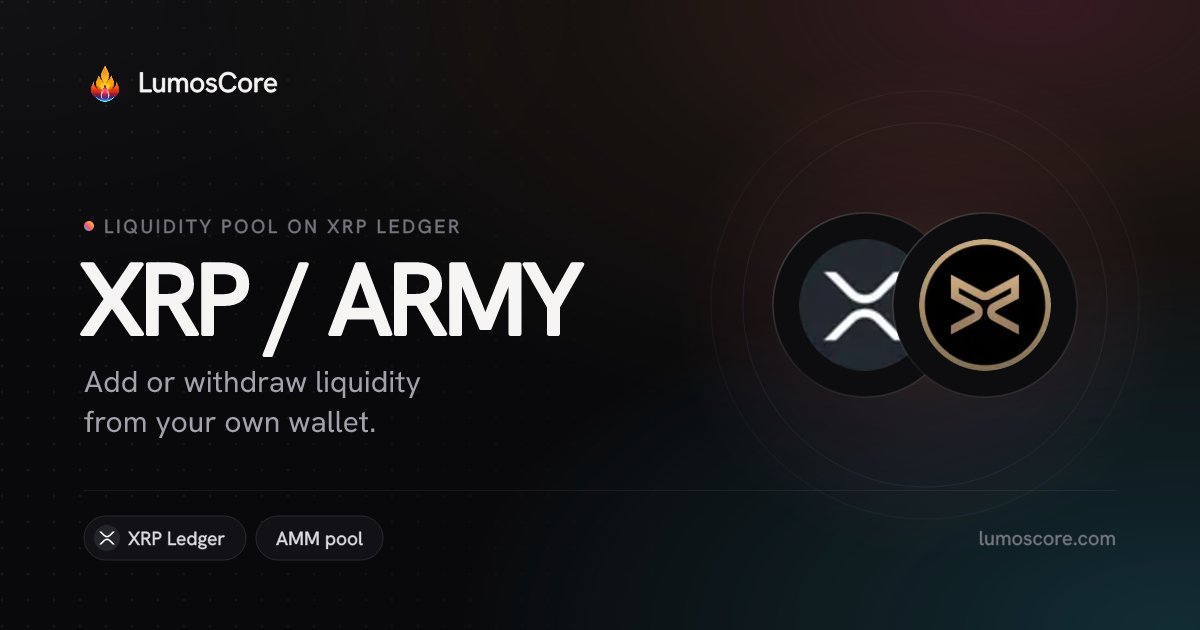 LumosCore
LIQUIDITY POOL ON XRP LEDGER
XRP / ARMY
Add or withdraw liquidity
from your own wallet.
XRP Ledger
AMM pool
lumoscore.com